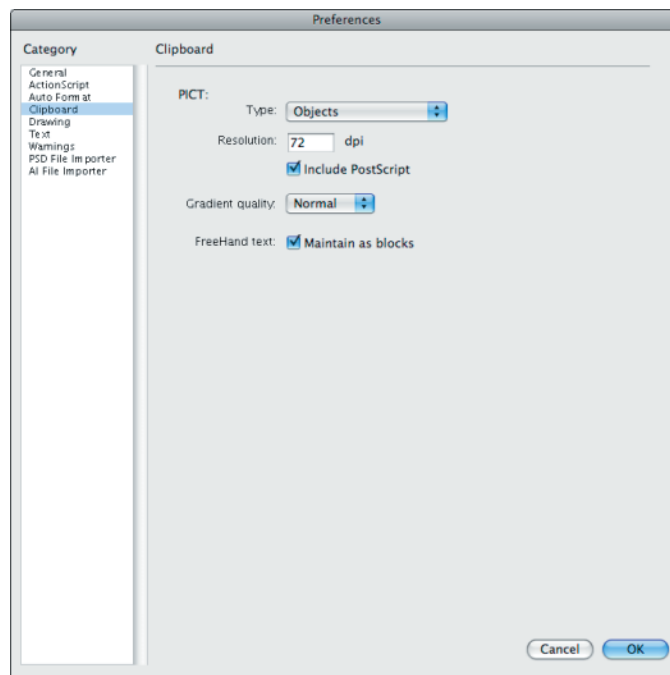 Preferences
Category
General
ActionScript
Auto Format
Clipboard
Drawing
Text
Warnings
PSD File Importer
AI File Importer
Clipboard
PICT:
Type: Objects
Resolution: 72 dpi
Include PostScript
Gradient quality: Normal
FreeHand text: Maintain as blocks
Cancel OK